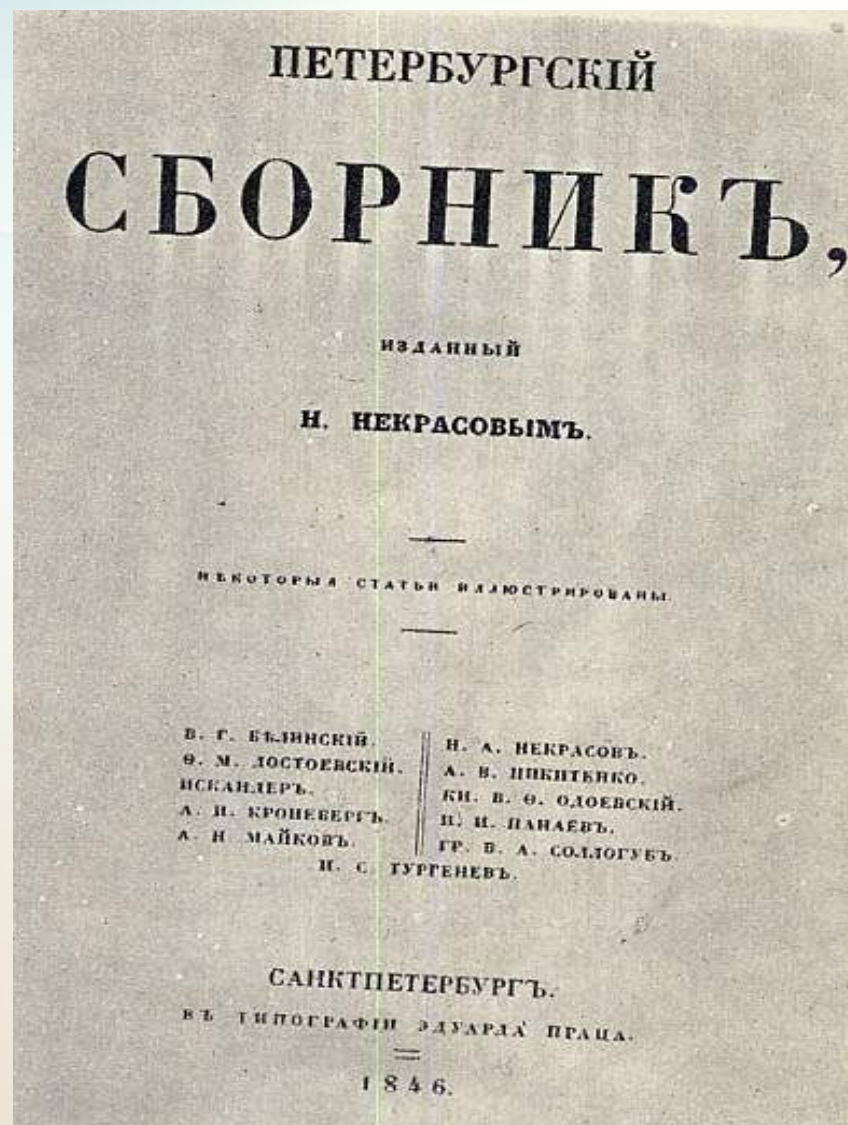 ПЕТЕРБУРГСКІЙ
СБОРНИКЪ,
ИЗДАННЫЙ
Н. НЕКРАСОВЫМЪ.
НѢКОТОРЫЯ СТАТЬИ ИЛЛЮСТРИРОВАНЫ.
В. Г. БѢЛИНСКІЙ.
Ѳ. М. ДОСТОЕВСКІЙ.
ИСКАНДЕРЪ.
А. И. КРОНЕБЕРГЪ.
А. Н. МАЙКОВЪ.
Н. А. НЕКРАСОВЪ.
А. В. НИКИТЕНКО.
КН. В. Ѳ. ОДОЕВСКІЙ.
И. И. ПАНАЕВЪ.
ГР. В. А. СОЛЛОГУБЪ.
И. С. ТУРГЕНЕВЪ.
САНКТПЕТЕРБУРГЪ.
ВЪ ТИПОГРАФІИ ЭДУАРДА ПРАЦА.
1846.